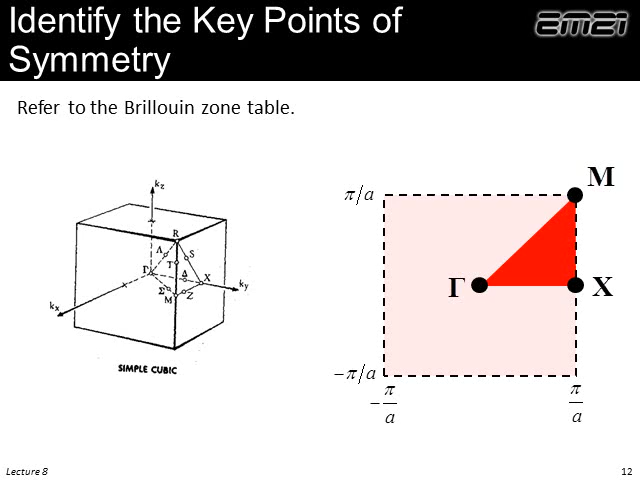 Identify the Key Points of
Symmetry
EM21
Refer to the Brillouin zone table.
kz
R
Λ
S
T
Γ
Δ
X
ky
Σ
M
Z
kx
SIMPLE CUBIC
M
π/a
Γ
X
−π/a
−π/a
π/a
Lecture 8
12